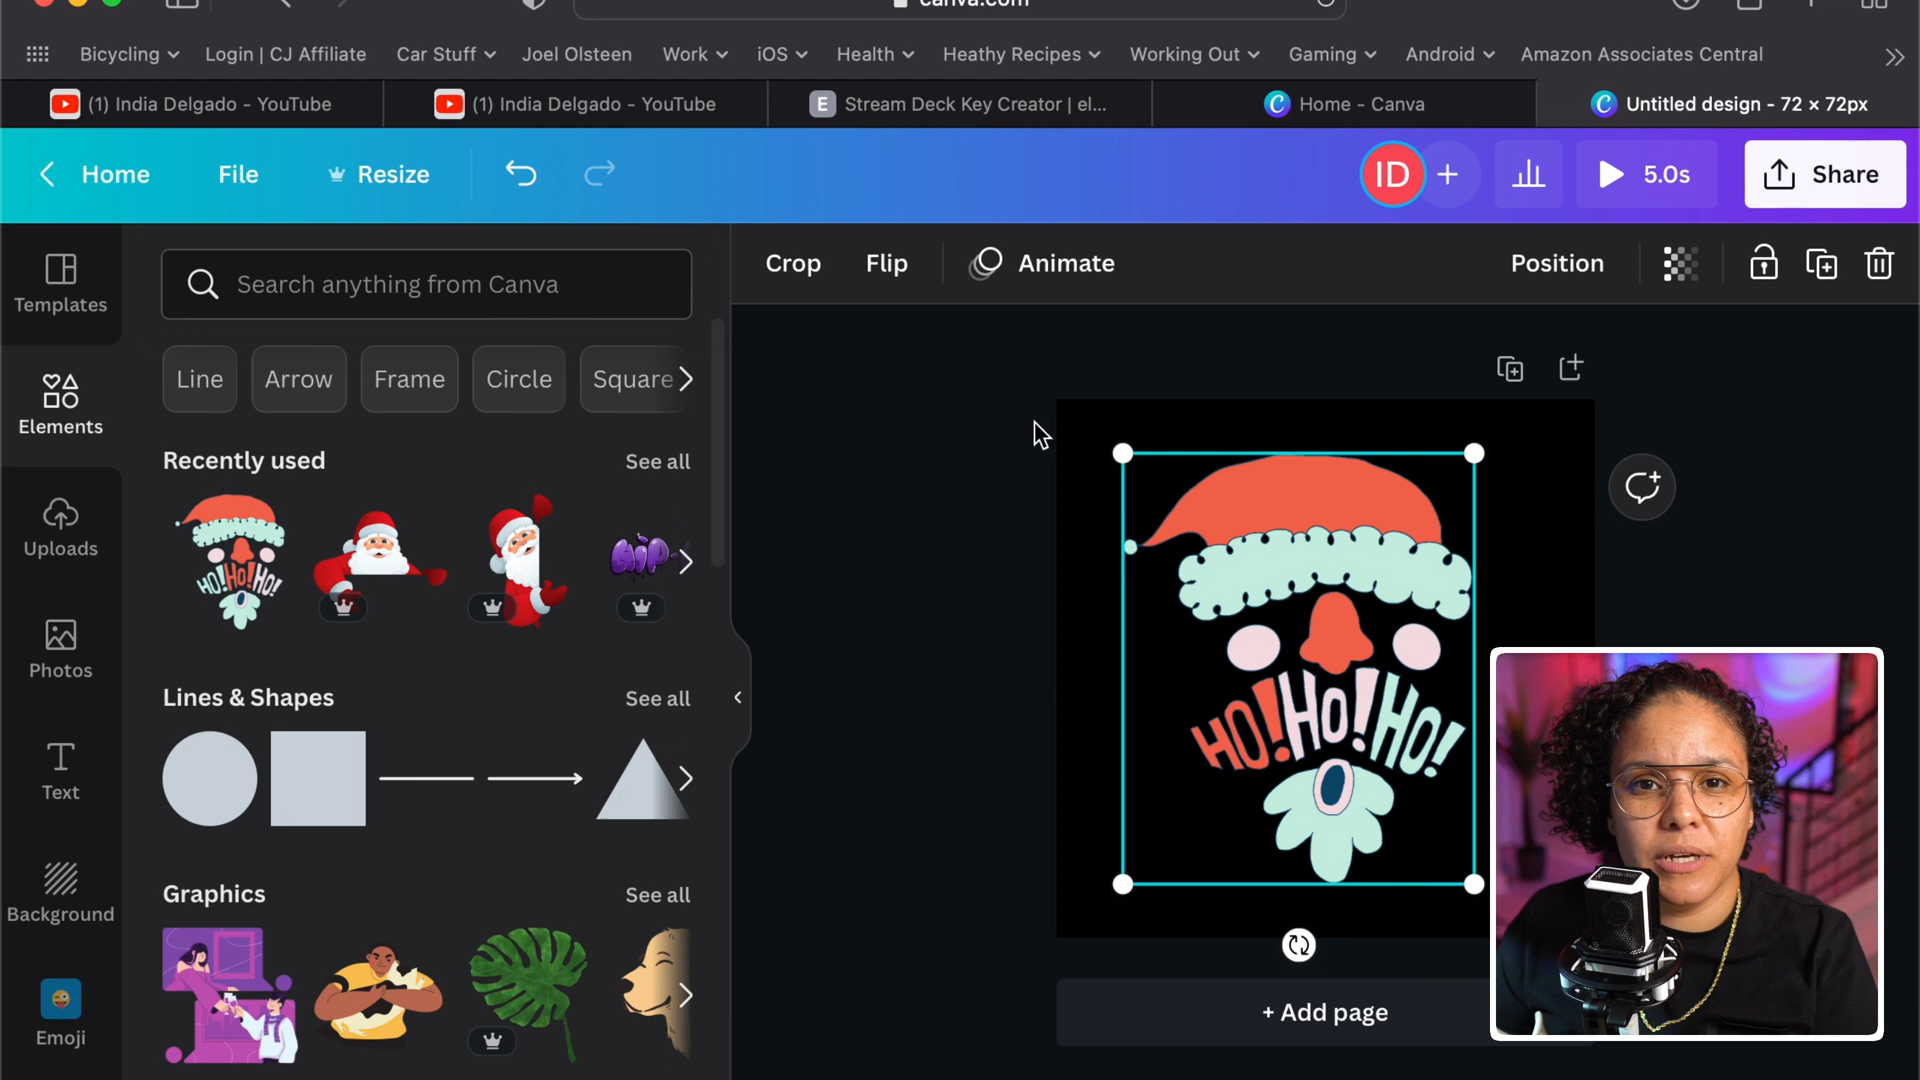 canva.com
Bicycling
Login | CJ Affiliate
Car Stuff
Joel Olsteen
Work
iOS
Health
Heathy Recipes
Working Out
Gaming
Android
Amazon Associates Central
(1) India Delgado - YouTube
(1) India Delgado - YouTube
E
Stream Deck Key Creator | el...
C
Home - Canva
C
Untitled design - 72 × 72px
Home
File
Resize
ID
+
5.0s
Share
Templates
Elements
Uploads
Photos
Text
Background
Emoji
Search anything from Canva
Line
Arrow
Frame
Circle
Square
Recently used
See all
HO!HO!HO!
Lines & Shapes
See all
Graphics
See all
Crop
Flip
Animate
Position
HO!HO!HO!
+ Add page